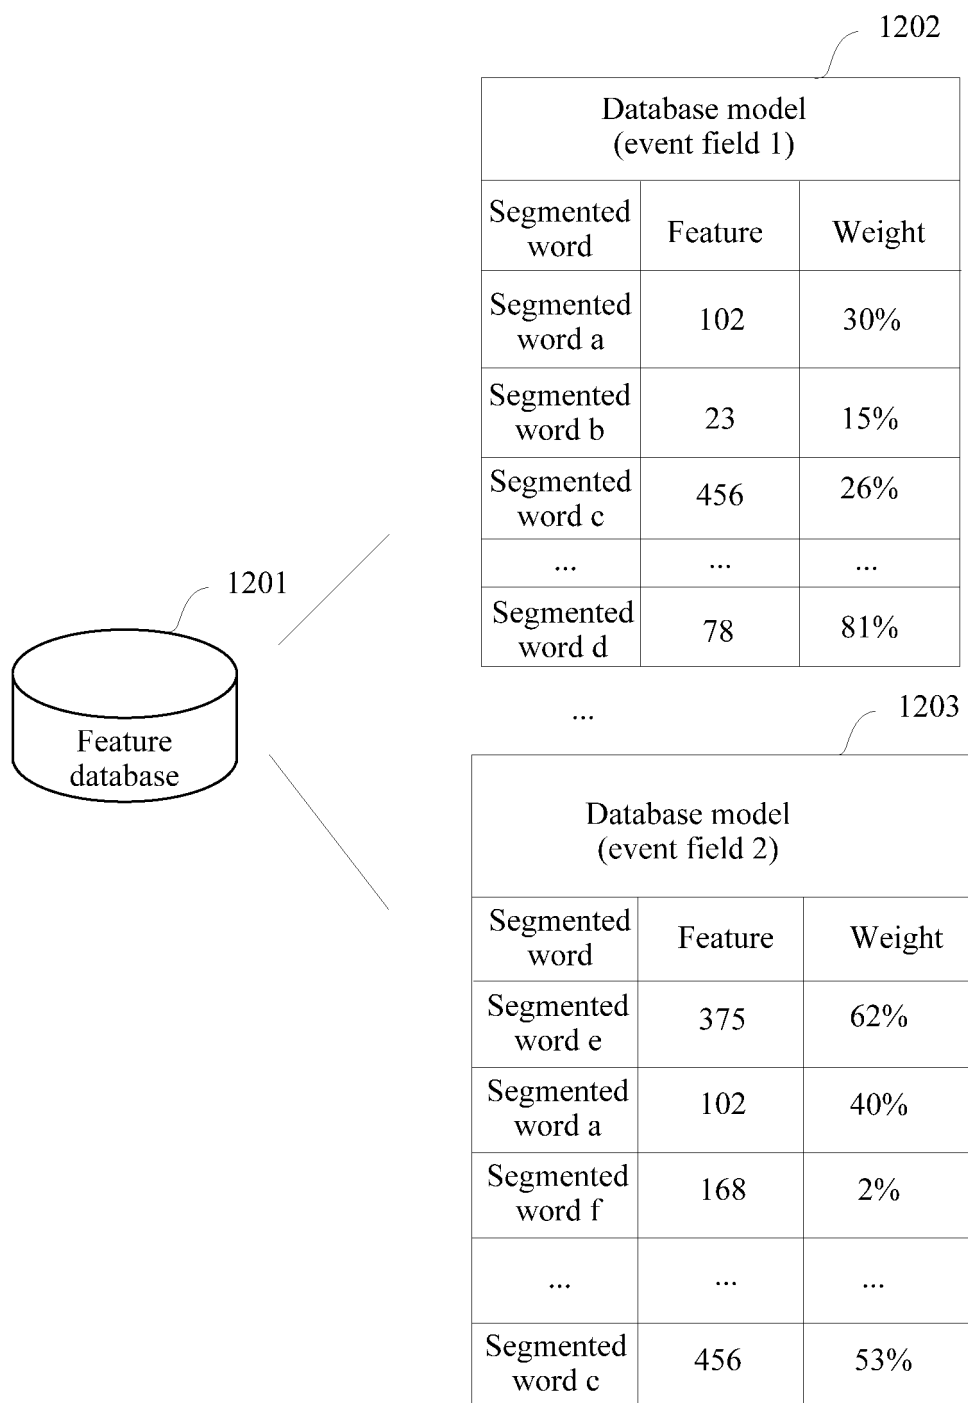 1202
Database model
(event field 1)
Segmented
word
Feature
Weight
Segmented
word a
102
30%
Segmented
word b
23
15%
Segmented
word c
456
26%
...
...
...
Segmented
word d
78
81%
1201
Feature
database
...
1203
Database model
(event field 2)
Segmented
word
Feature
Weight
Segmented
word e
375
62%
Segmented
word a
102
40%
Segmented
word f
168
2%
...
...
...
Segmented
word c
456
53%